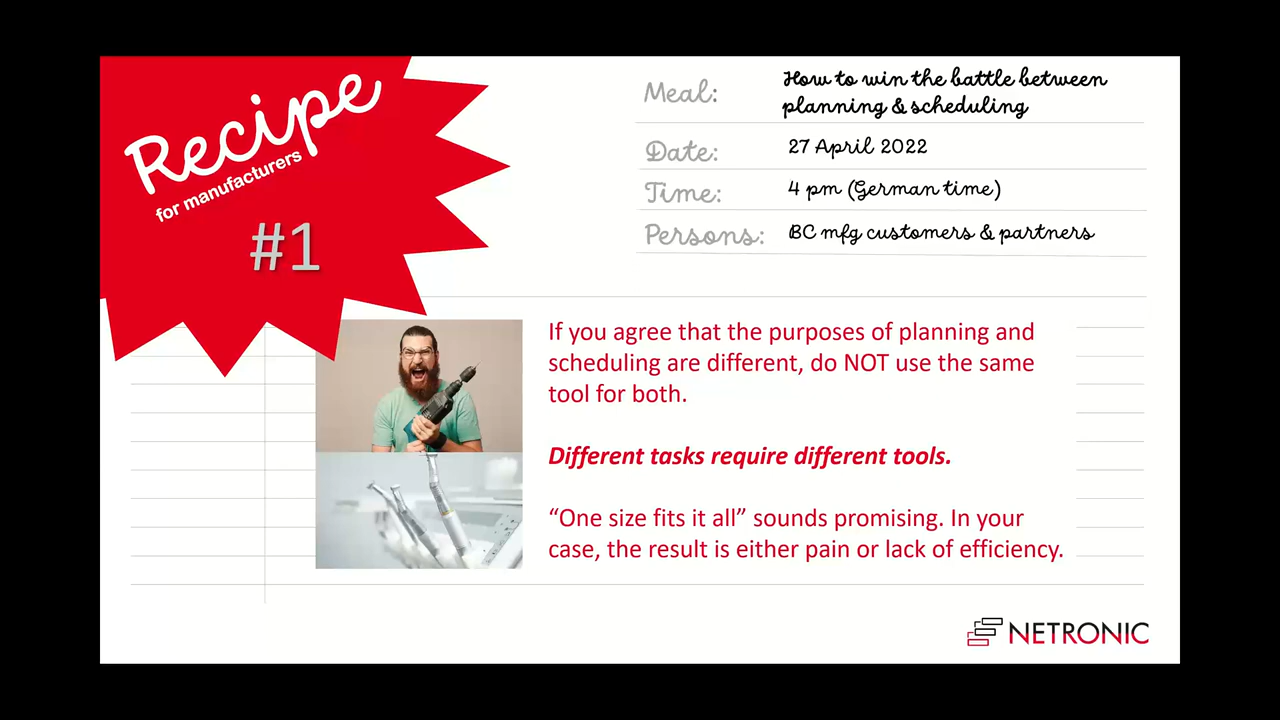 Recipe
for manufacturers
#1
Meal: How to win the battle between
planning & scheduling
Date: 27 April 2022
Time: 4 pm (German time)
Persons: BC mfg customers & partners
If you agree that the purposes of planning and
scheduling are different, do NOT use the same
tool for both.
Different tasks require different tools.
“One size fits it all” sounds promising. In your
case, the result is either pain or lack of efficiency.
NETRONIC